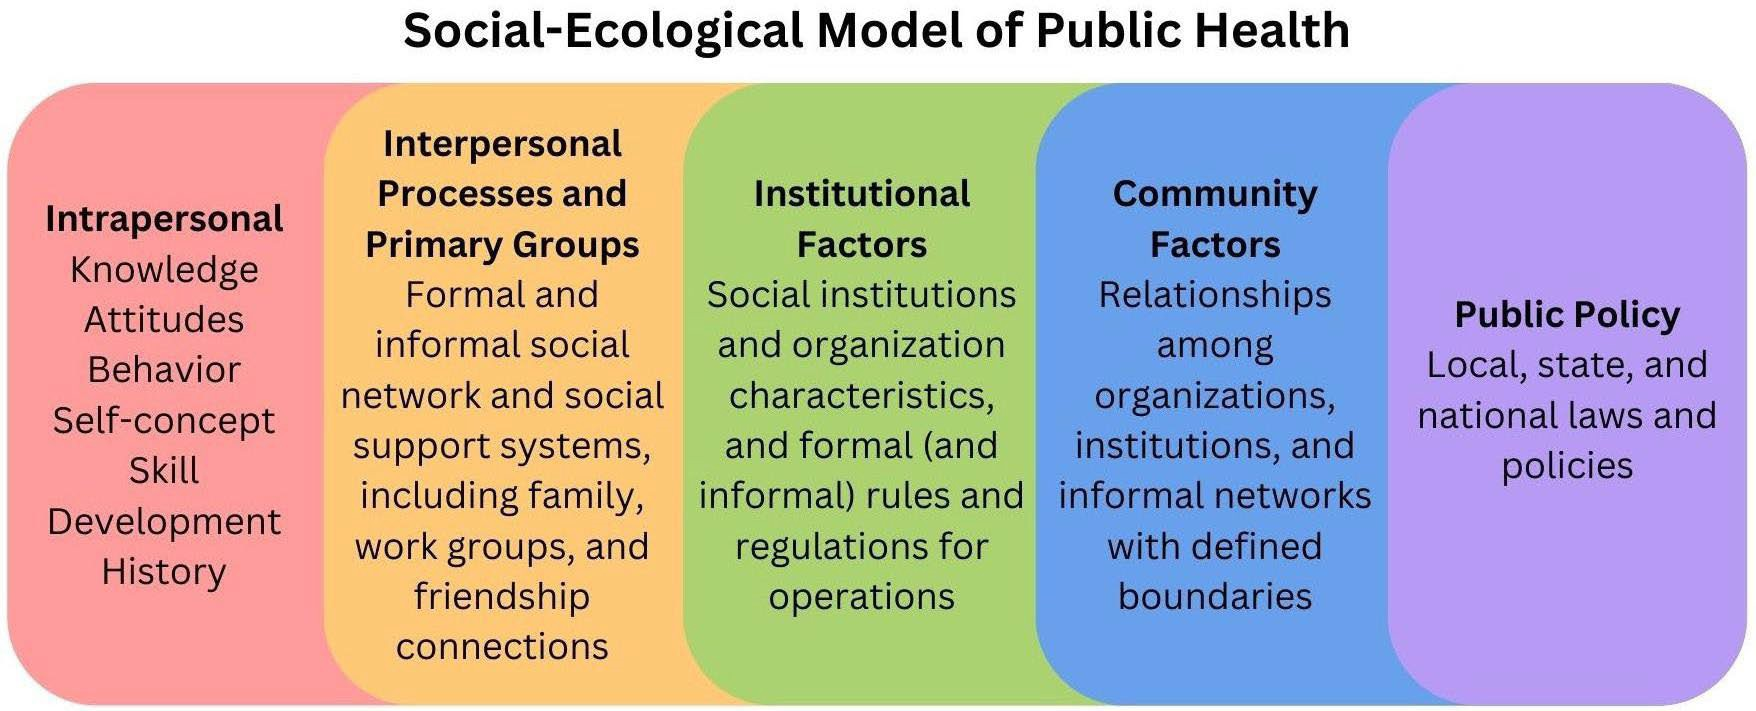 Social-Ecological Model of Public Health
Intrapersonal
Knowledge
Attitudes
Behavior
Self-concept
Skill
Development
History
Interpersonal
Processes and
Primary Groups
Formal and
informal social
network and social
support systems,
including family,
work groups, and
friendship
connections
Institutional
Factors
Social institutions
and organization
characteristics,
and formal (and
informal) rules and
regulations for
operations
Community
Factors
Relationships
among
organizations,
institutions, and
informal networks
with defined
boundaries
Public Policy
Local, state, and
national laws and
policies